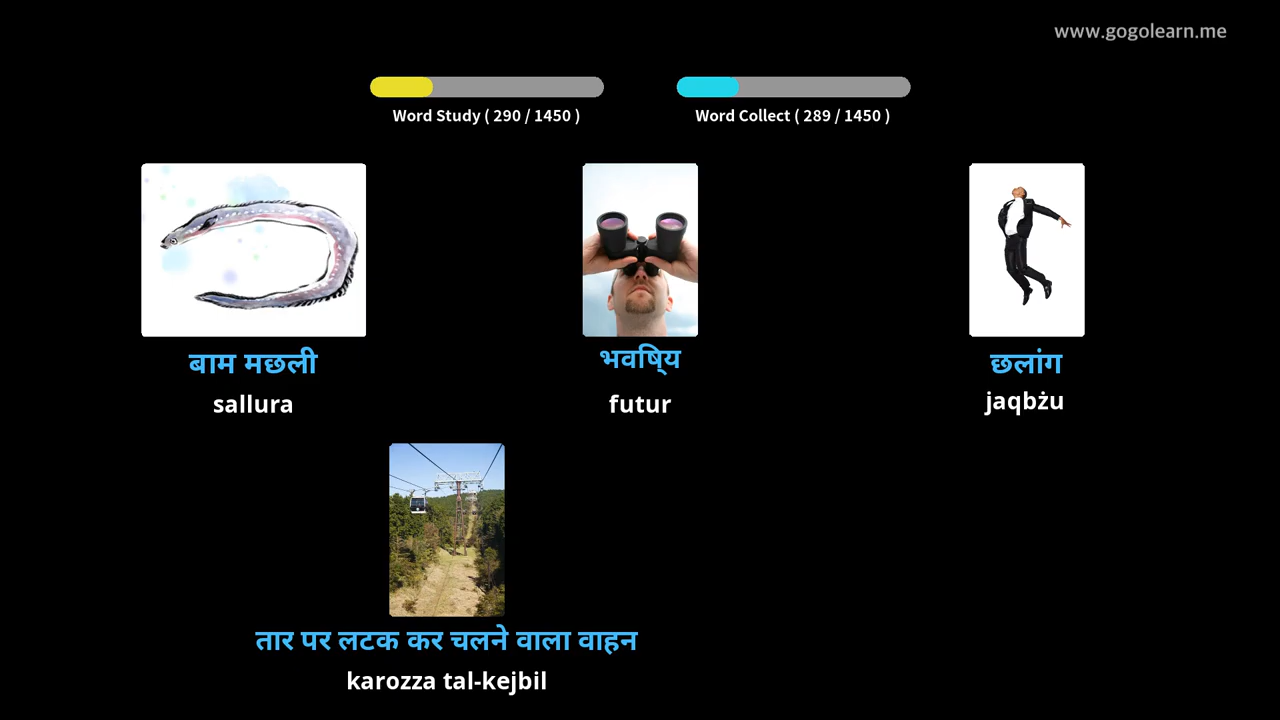 www.gogolearn.me
Word Study ( 290 / 1450 )
Word Collect ( 289 / 1450 )
बाम मछली
भविष्य
छलांग
sallura
futur
jaqbżu
तार पर लटक कर चलने वाला वाहन
karozza tal-kejbil